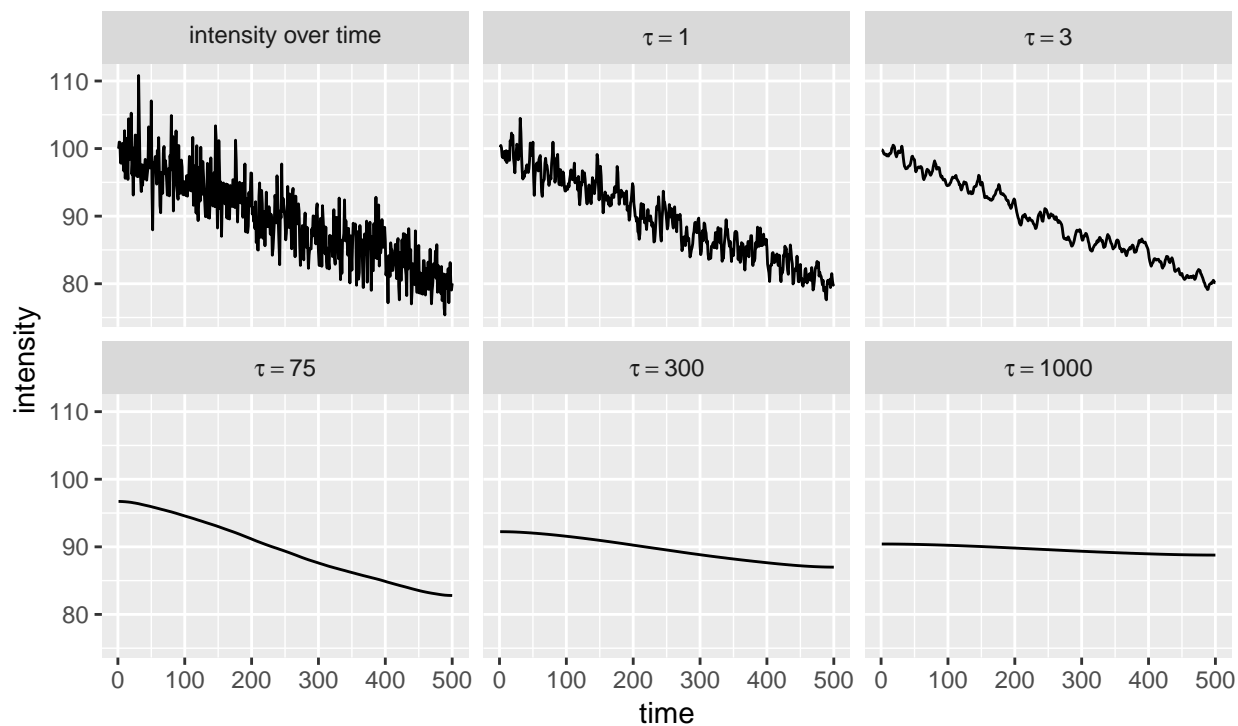 intensity over time
τ = 1
τ = 3
110
100
90
80
τ = 75
τ = 300
τ = 1000
110
100
90
80
0 100 200 300 400 500
0 100 200 300 400 500
0 100 200 300 400 500
time
intensity